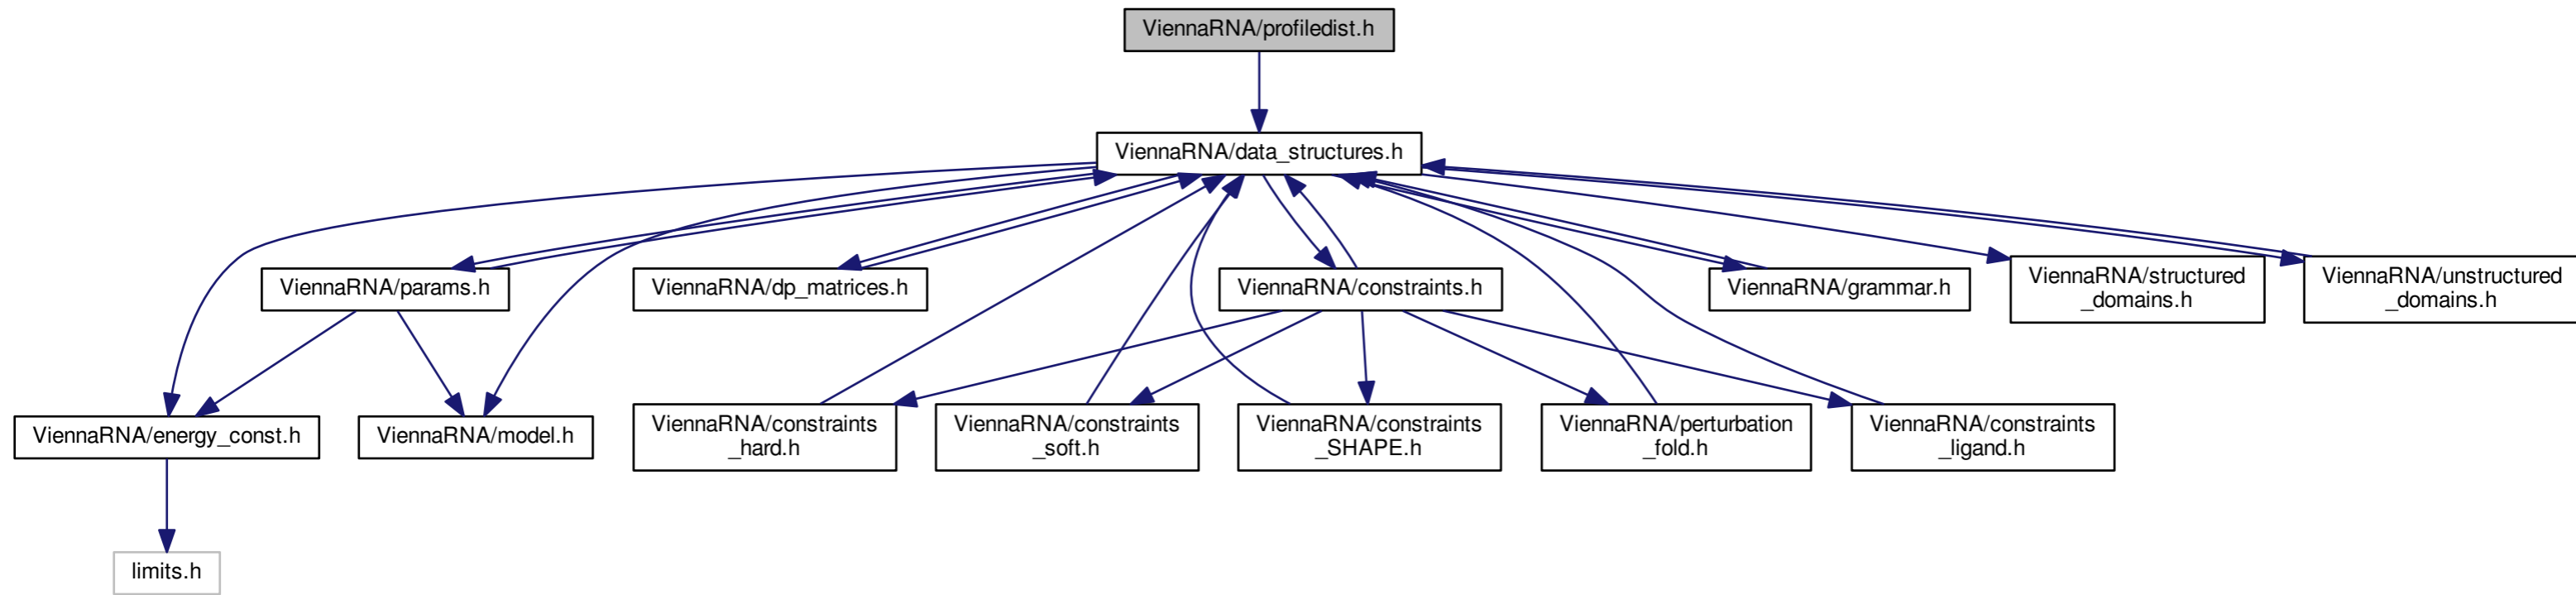 ViennaRNA/profiledist.h
ViennaRNA/data_structures.h
ViennaRNA/params.h
ViennaRNA/dp_matrices.h
ViennaRNA/constraints.h
ViennaRNA/grammar.h
ViennaRNA/structured
_domains.h
ViennaRNA/unstructured
_domains.h
ViennaRNA/energy_const.h
ViennaRNA/model.h
ViennaRNA/constraints
_hard.h
ViennaRNA/constraints
_soft.h
ViennaRNA/constraints
_SHAPE.h
ViennaRNA/perturbation
_fold.h
ViennaRNA/constraints
_ligand.h
limits.h